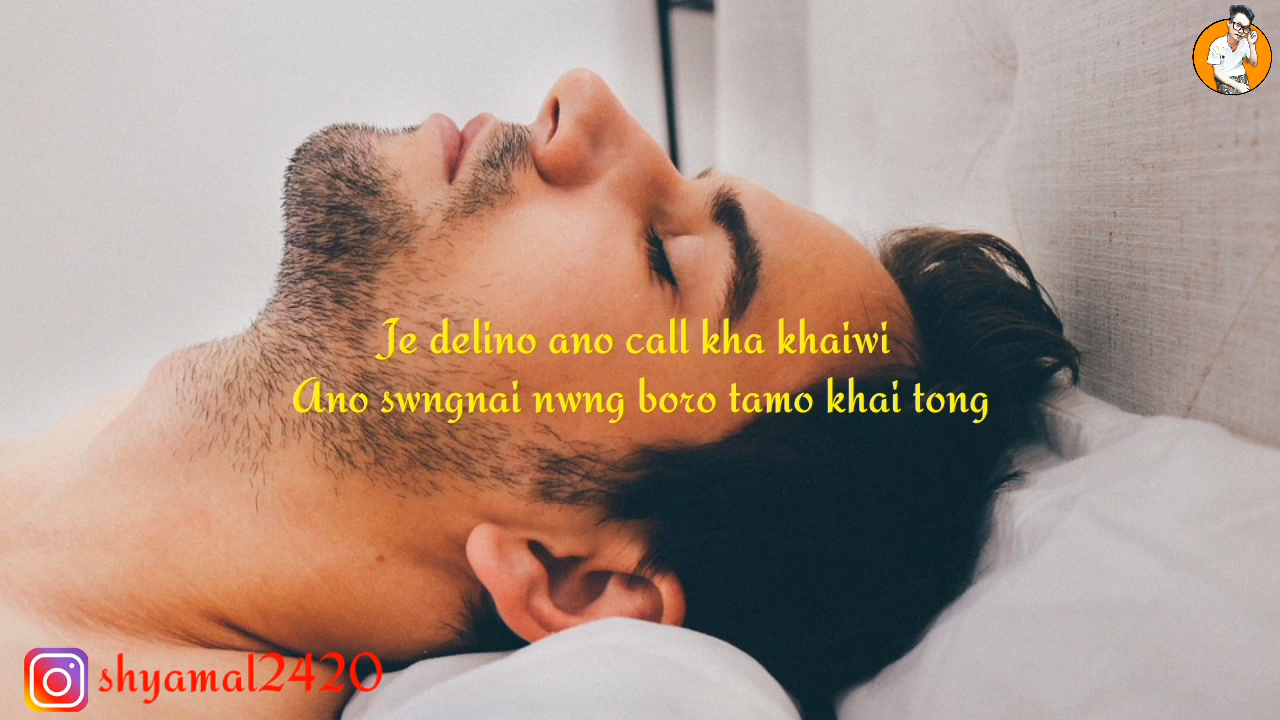 Je delino ano call kha khaiwi
Ano swngnai nwng boro tamo khai tong
shyamal2420